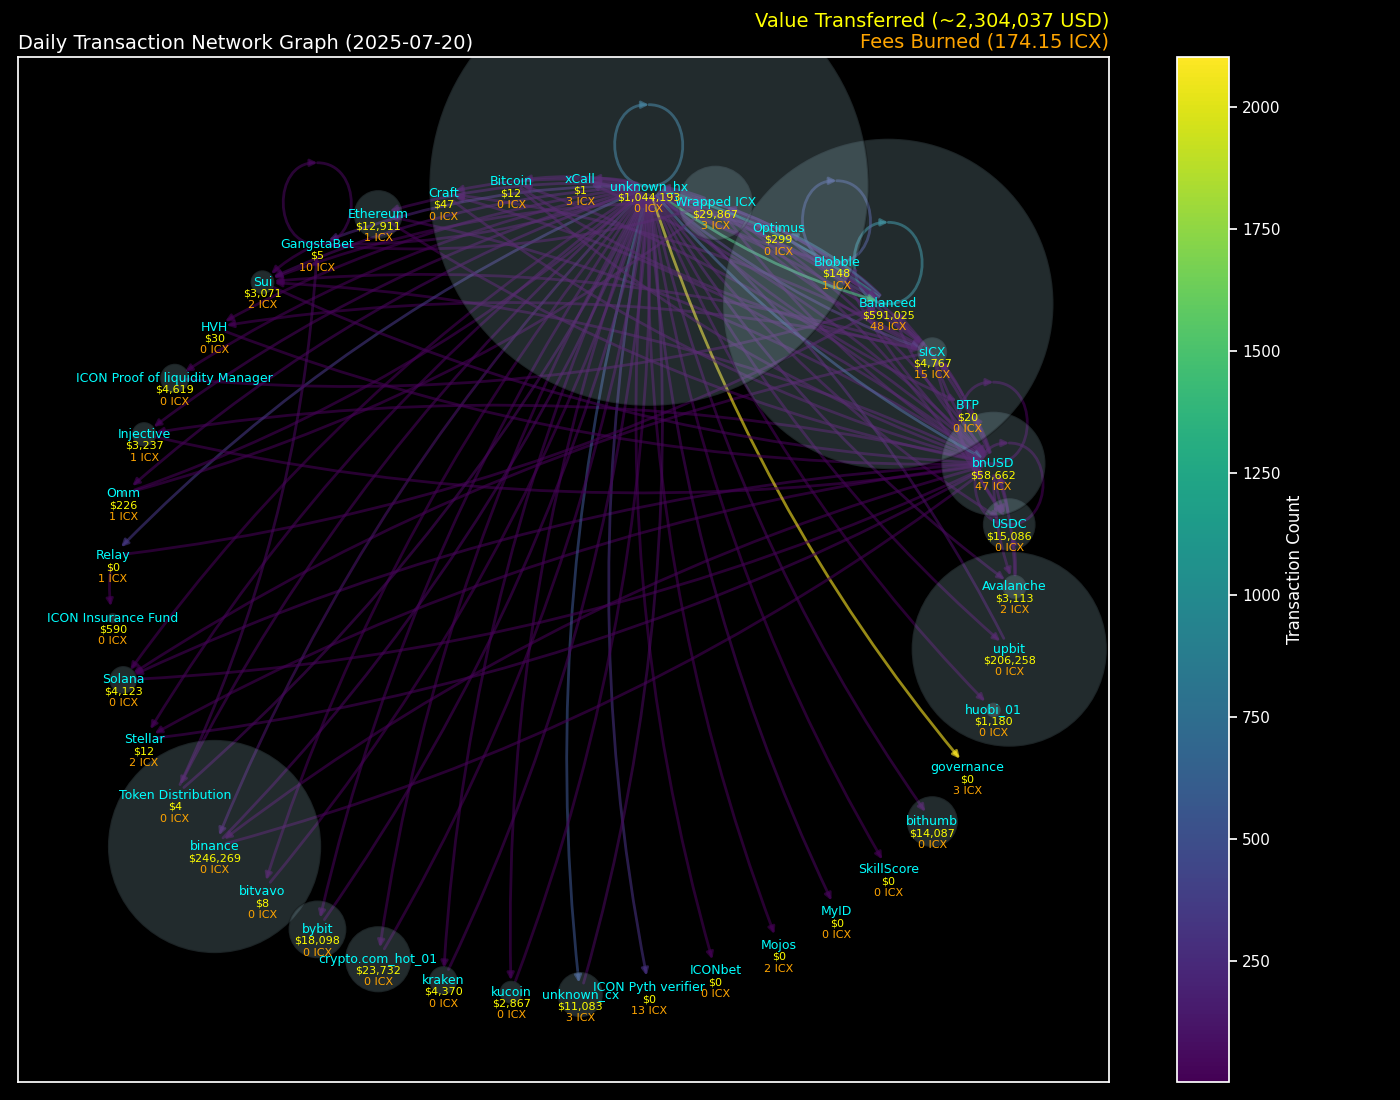 Value Transferred (~2,304,037 USD)
Daily Transaction Network Graph (2025-07-20)
Fees Burned (174.15 ICX)
unknown_hx
$1,044,193
0 ICX
Wrapped ICX
$29,867
3 ICX
Optimus
$299
0 ICX
Blobble
$148
1 ICX
Balanced
$591,025
48 ICX
sICX
$4,767
15 ICX
BTP
$20
0 ICX
bnUSD
$58,662
47 ICX
USDC
$15,086
0 ICX
Avalanche
$3,113
2 ICX
upbit
$206,258
0 ICX
huobi_01
$1,180
0 ICX
governance
$0
3 ICX
bithumb
$14,087
0 ICX
SkillScore
$0
0 ICX
MyID
$0
0 ICX
Mojos
$0
2 ICX
ICONbet
$0
0 ICX
ICON Pyth verifier
$0
13 ICX
unknown_cx
$11,083
3 ICX
kucoin
$2,867
0 ICX
kraken
$4,370
0 ICX
crypto.com_hot_01
$23,732
0 ICX
bybit
$18,098
0 ICX
bitvavo
$8
0 ICX
binance
$246,269
0 ICX
Token Distribution
$4
0 ICX
Stellar
$12
2 ICX
Solana
$4,123
0 ICX
ICON Insurance Fund
$590
0 ICX
Relay
$0
1 ICX
Omm
$226
1 ICX
Injective
$3,237
1 ICX
ICON Proof of liquidity Manager
$4,619
0 ICX
HVH
$30
0 ICX
Sui
$3,071
2 ICX
GangstaBet
$5
10 ICX
Ethereum
$12,911
1 ICX
Craft
$47
0 ICX
Bitcoin
$12
0 ICX
xCall
$1
3 ICX
2000
1750
1500
1250
1000
750
500
250
Transaction Count